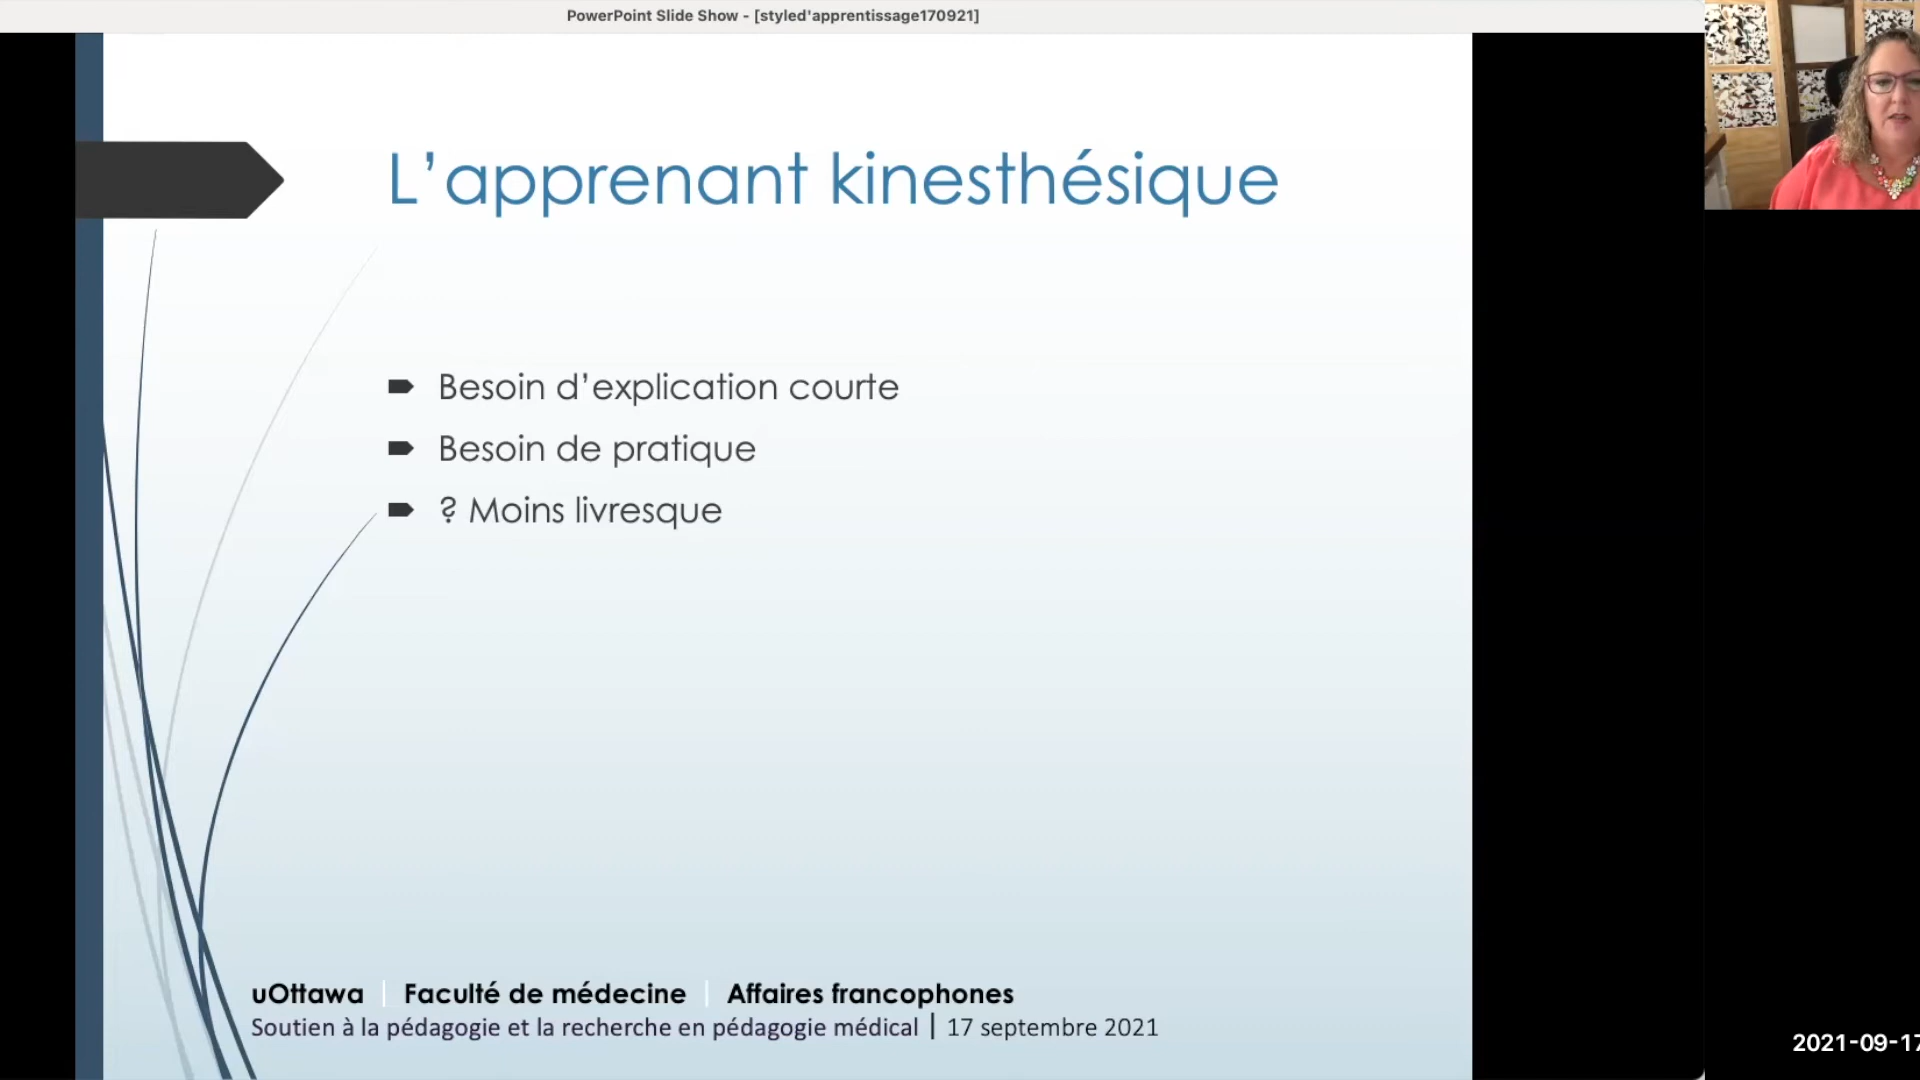 PowerPoint Slide Show - [styled'apprentissage170921]
L’apprenant kinesthésique
Besoin d’explication courte
Besoin de pratique
? Moins livresque
uOttawa | Faculté de médecine | Affaires francophones
Soutien à la pédagogie et la recherche en pédagogie médical | 17 septembre 2021
2021-09-17